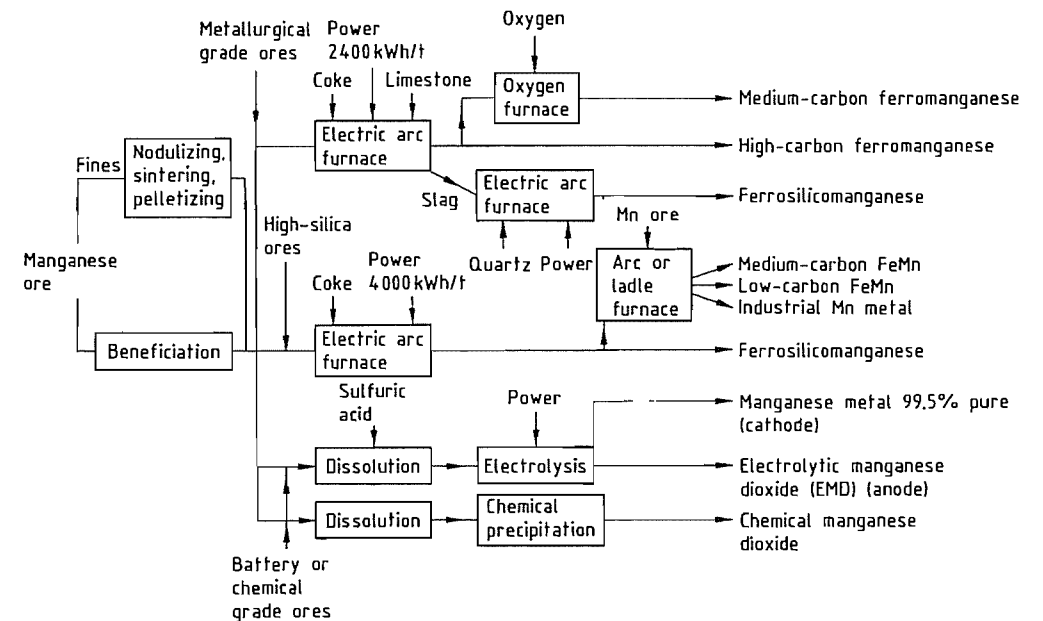 Oxygen
Metallurgical
grade ores
Power
2400 kWh/t
Coke
Limestone
Oxygen
furnace
Medium-carbon ferromanganese
Electric arc
furnace
High-carbon ferromanganese
Fines
Nodulizing,
sintering,
pelletizing
Slag
Electric arc
furnace
Ferrosilicomanganese
High-silica
ores
Mn ore
Manganese
ore
Power
4000 kWh/t
Coke
Quartz
Power
Arc or
ladle
furnace
Medium-carbon FeMn
Low-carbon FeMn
Industrial Mn metal
Beneficiation
Electric arc
furnace
Ferrosilicomanganese
Sulfuric
acid
Power
Manganese metal 99.5% pure
(cathode)
Dissolution
Electrolysis
Electrolytic manganese
dioxide (EMD) (anode)
Dissolution
Chemical
precipitation
Chemical manganese
dioxide
Battery or
chemical
grade ores